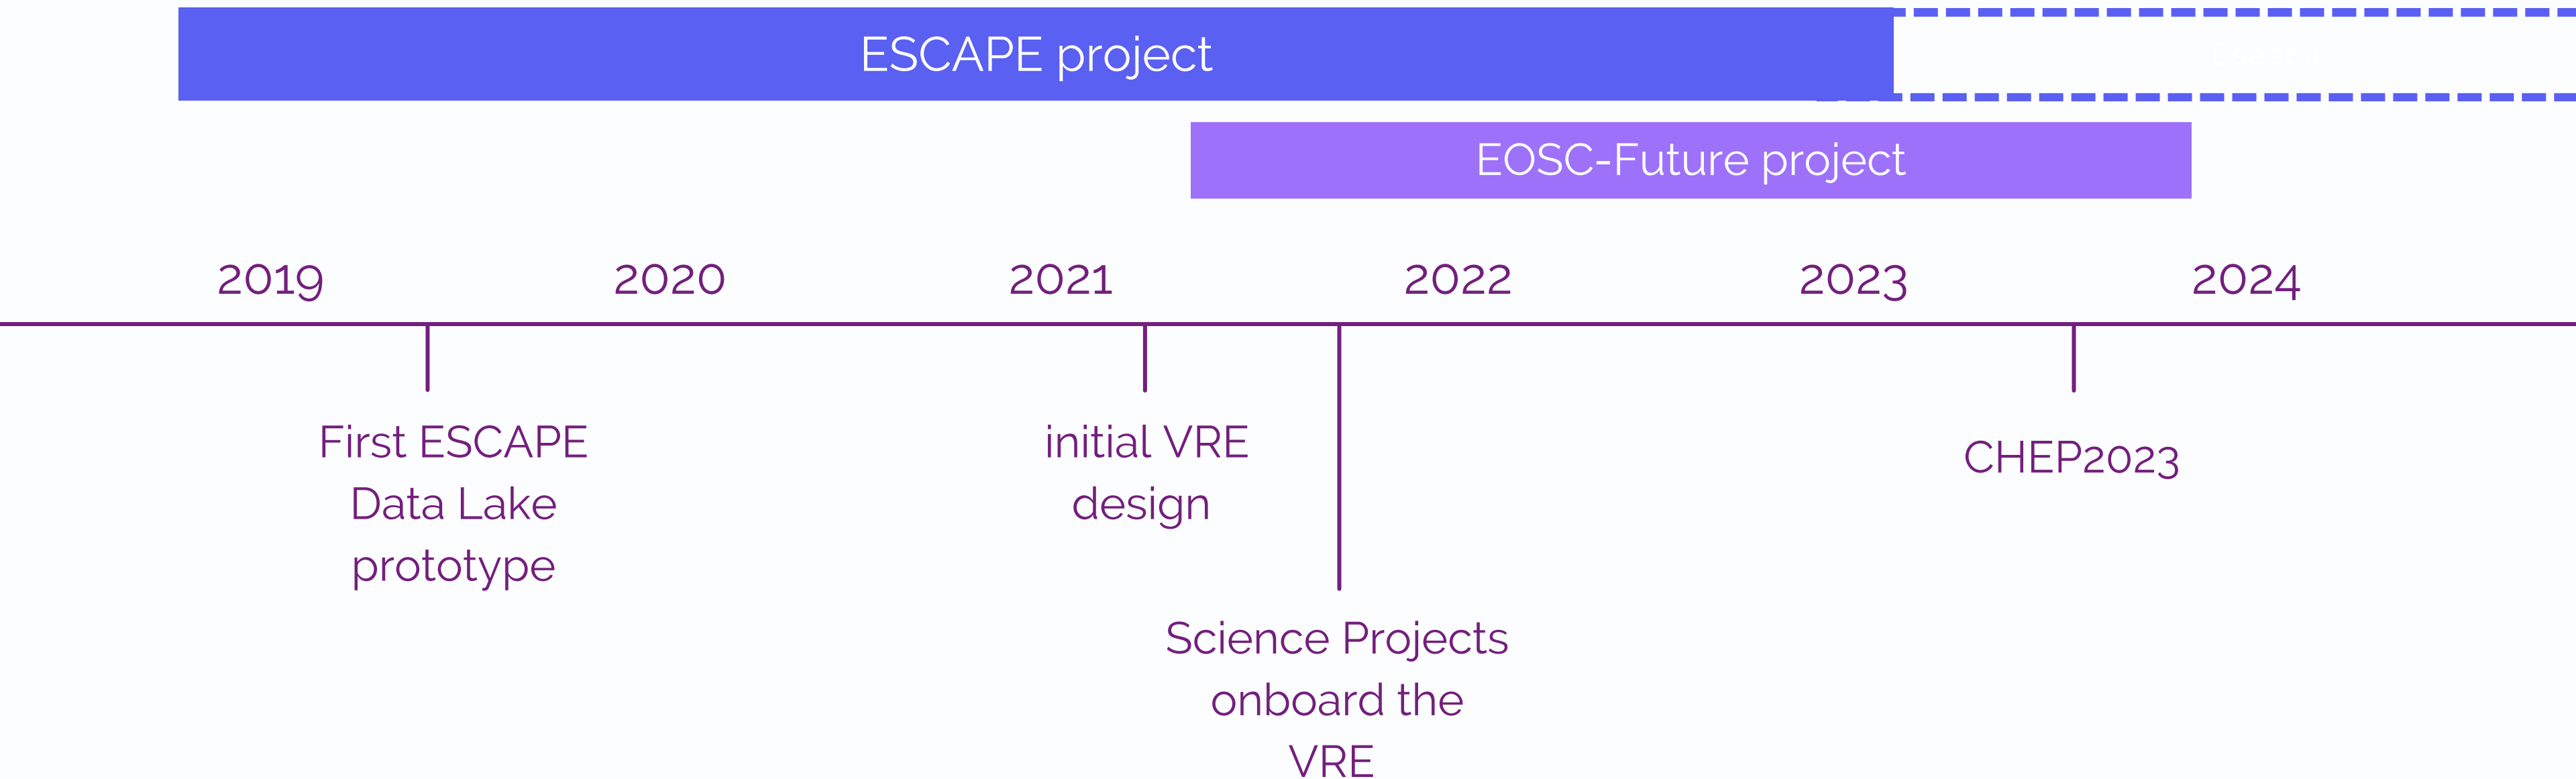 ESCAPE project
EOSC-Future project
2019 2020 2021 2022 2023 2024
First ESCAPE
Data Lake
prototype
initial VRE
design
CHEP2023
Science Projects
onboard the
VRE